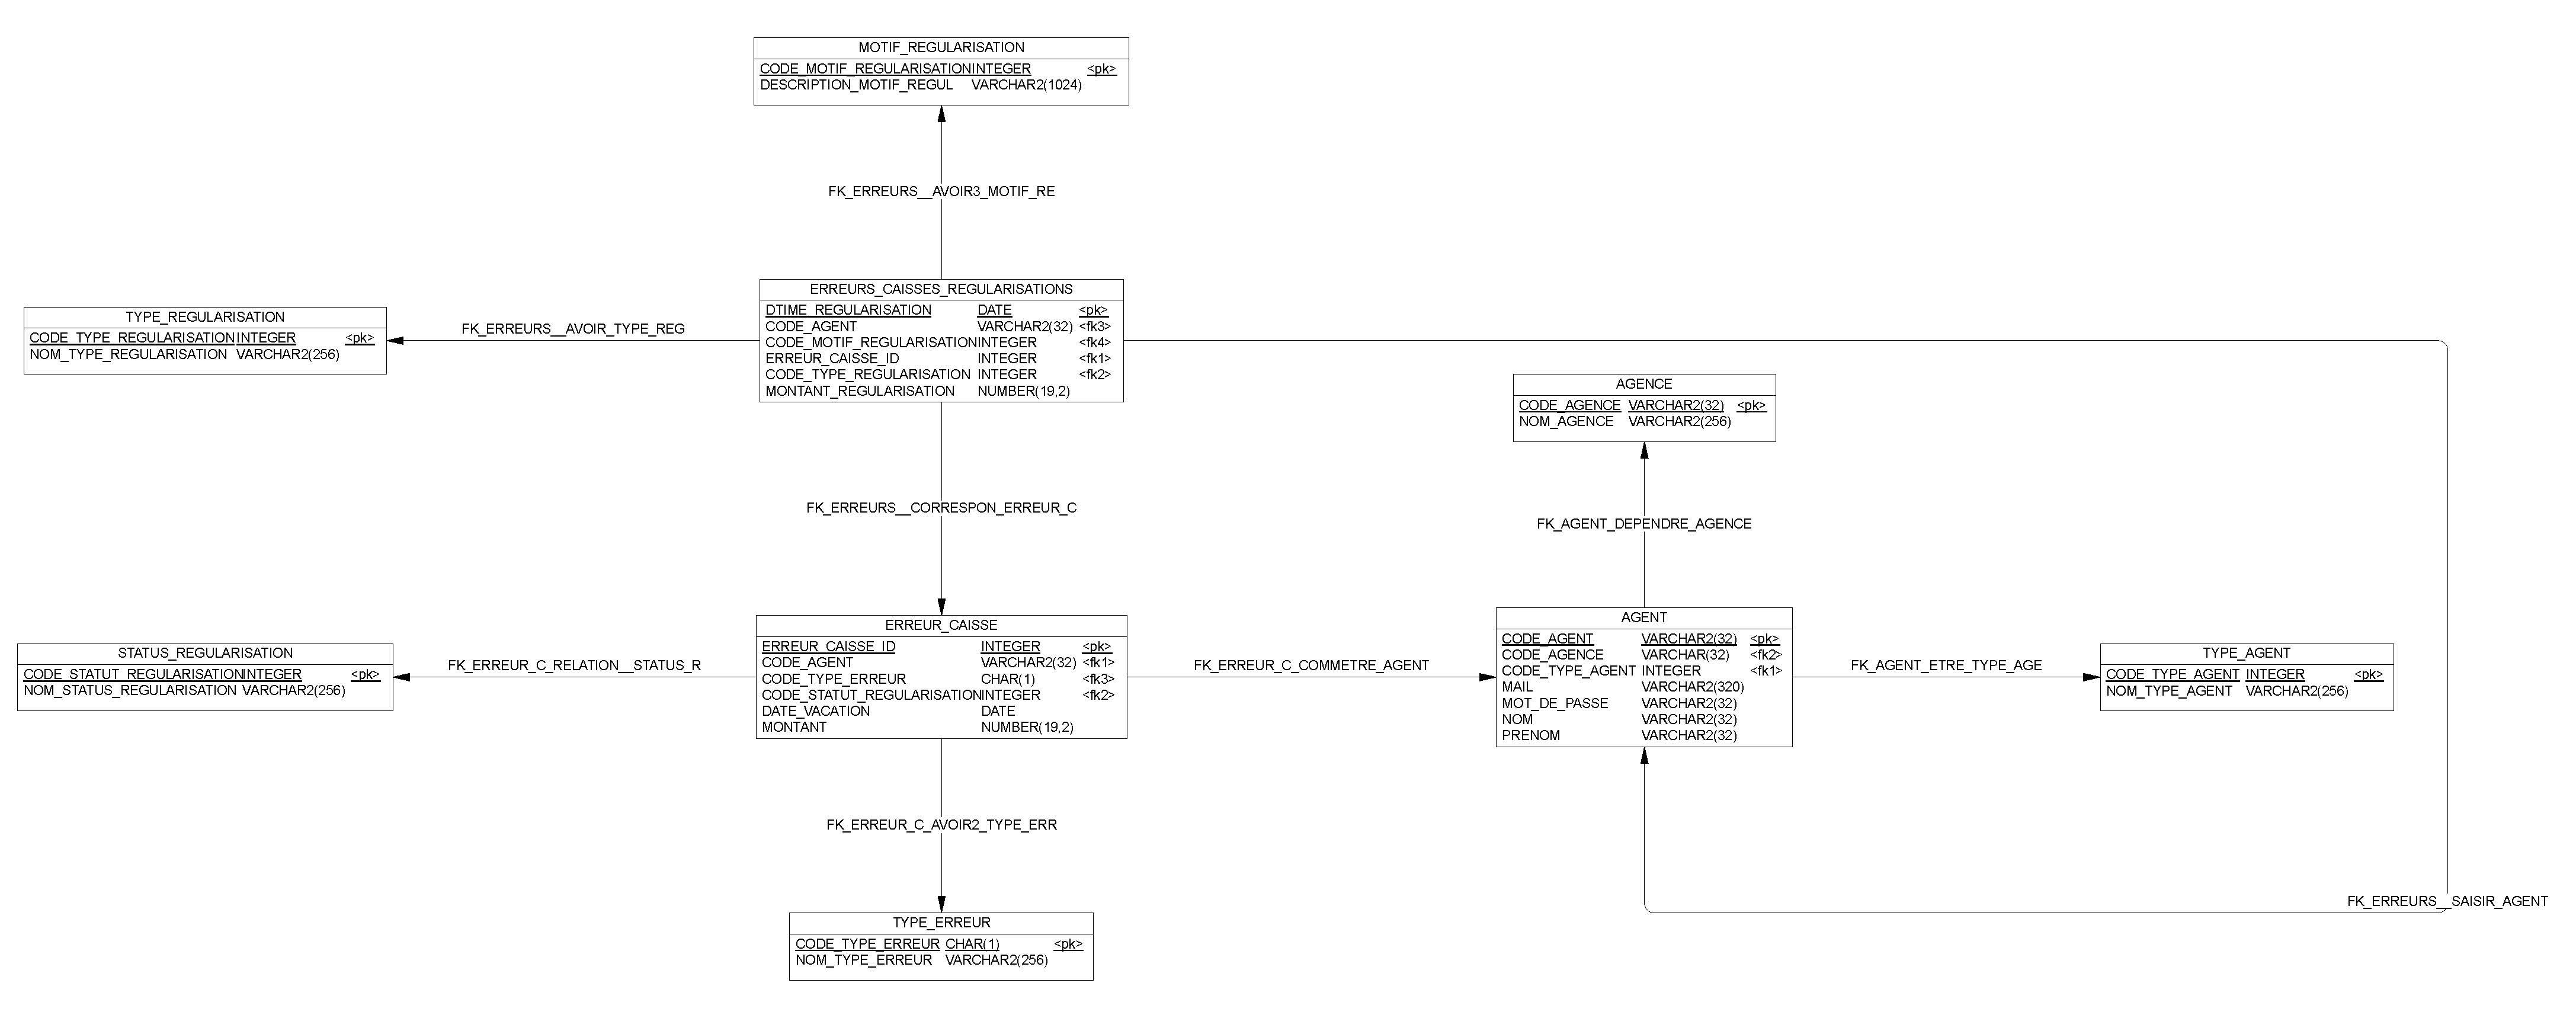 MOTIF_REGULARISATION
CODE_MOTIF_REGULARISATION INTEGER <pk>
DESCRIPTION_MOTIF_REGUL VARCHAR2(1024)
FK_ERREURS__AVOIR3_MOTIF_RE
ERREURS_CAISSES_REGULARISATIONS
DTIME_REGULARISATION DATE <pk>
CODE_AGENT VARCHAR2(32) <fk3>
CODE_MOTIF_REGULARISATION INTEGER <fk4>
ERREUR_CAISSE_ID INTEGER <fk1>
CODE_TYPE_REGULARISATION INTEGER <fk2>
MONTANT_REGULARISATION NUMBER(19,2)
TYPE_REGULARISATION
CODE_TYPE_REGULARISATION INTEGER <pk>
NOM_TYPE_REGULARISATION VARCHAR2(256)
FK_ERREURS__AVOIR_TYPE_REG
AGENCE
CODE_AGENCE VARCHAR2(32) <pk>
NOM_AGENCE VARCHAR2(256)
FK_ERREURS__CORRESPON_ERREUR_C
FK_AGENT_DEPENDRE_AGENCE
STATUS_REGULARISATION
CODE_STATUT_REGULARISATION INTEGER <pk>
NOM_STATUS_REGULARISATION VARCHAR2(256)
FK_ERREUR_C_RELATION__STATUS_R
ERREUR_CAISSE
ERREUR_CAISSE_ID INTEGER <pk>
CODE_AGENT VARCHAR2(32) <fk1>
CODE_TYPE_ERREUR CHAR(1) <fk3>
CODE_STATUT_REGULARISATION INTEGER <fk2>
DATE_VACATION DATE
MONTANT NUMBER(19,2)
FK_ERREUR_C_COMMETRE_AGENT
AGENT
CODE_AGENT VARCHAR2(32) <pk>
CODE_AGENCE VARCHAR(32) <fk2>
CODE_TYPE_AGENT INTEGER <fk1>
MAIL VARCHAR2(320)
MOT_DE_PASSE VARCHAR2(32)
NOM VARCHAR2(32)
PRENOM VARCHAR2(32)
FK_AGENT_ETRE_TYPE_AGE
TYPE_AGENT
CODE_TYPE_AGENT INTEGER <pk>
NOM_TYPE_AGENT VARCHAR2(256)
FK_ERREUR_C_AVOIR2_TYPE_ERR
FK_ERREURS__SAISIR_AGENT
TYPE_ERREUR
CODE_TYPE_ERREUR CHAR(1) <pk>
NOM_TYPE_ERREUR VARCHAR2(256)